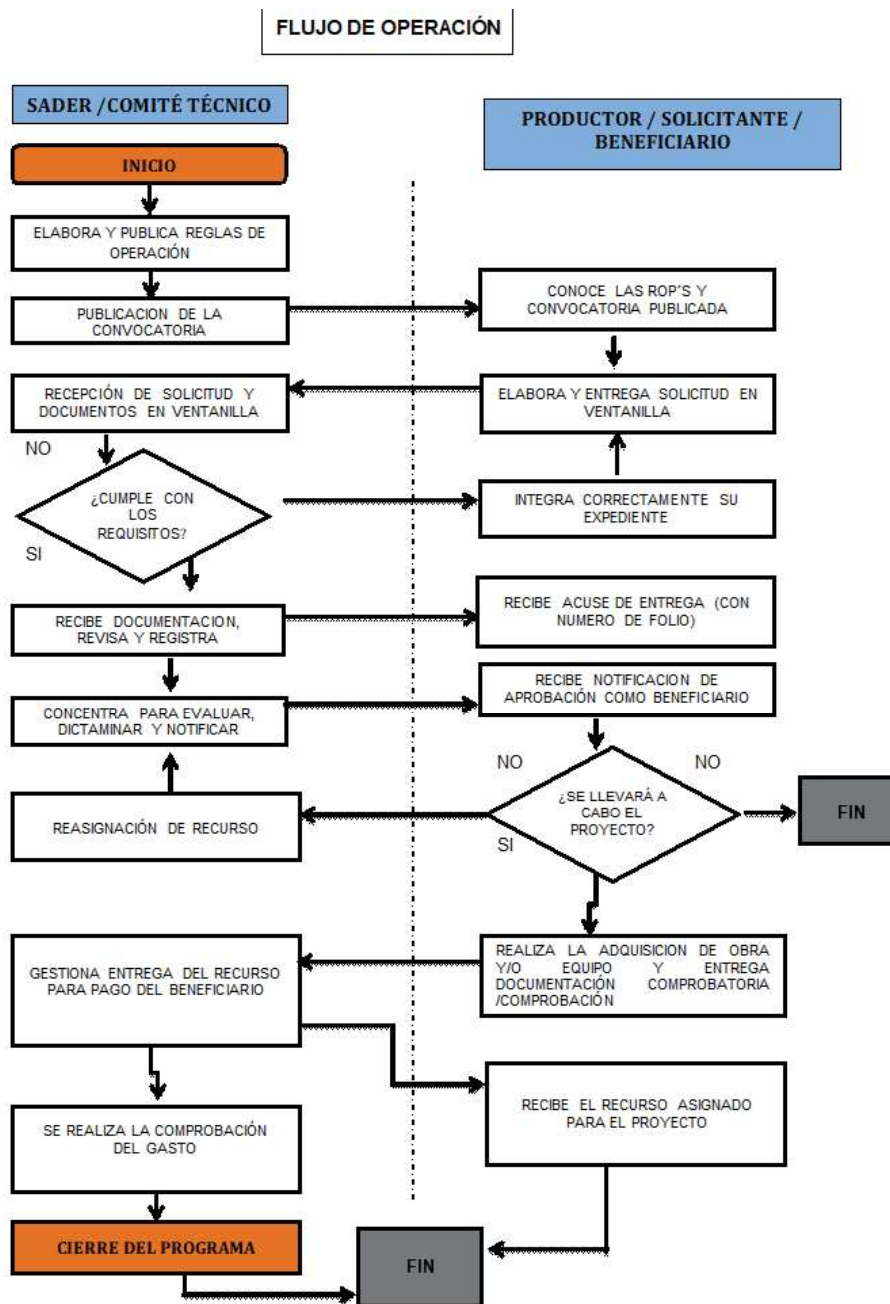 FLUJO DE OPERACIÓN
SADER /COMITÉ TÉCNICO
PRODUCTOR / SOLICITANTE /
BENEFICIARIO
INICIO
ELABORA Y PUBLICA REGLAS DE
OPERACIÓN
PUBLICACION DE LA
CONVOCATORIA
CONOCE LAS ROP´S Y
CONVOCATORIA PUBLICADA
RECEPCIÓN DE SOLICITUD Y
DOCUMENTOS EN VENTANILLA
ELABORA Y ENTREGA SOLICITUD EN
VENTANILLA
NO
¿CUMPLE CON
LOS
REQUISITOS?
SI
INTEGRA CORRECTAMENTE SU
EXPEDIENTE
RECIBE DOCUMENTACION,
REVISA Y REGISTRA
RECIBE ACUSE DE ENTREGA (CON
NUMERO DE FOLIO)
CONCENTRA PARA EVALUAR,
DICTAMINAR Y NOTIFICAR
RECIBE NOTIFICACION DE
APROBACIÓN COMO BENEFICIARIO
NO
NO
REASIGNACIÓN DE RECURSO
¿SE LLEVARÁ A
CABO EL
PROYECTO?
SI
FIN
GESTIONA ENTREGA DEL RECURSO
PARA PAGO DEL BENEFICIARIO
REALIZA LA ADQUISICION DE OBRA
Y/O EQUIPO Y ENTREGA
DOCUMENTACIÓN COMPROBATORIA
/COMPROBACIÓN
RECIBE EL RECURSO ASIGNADO
PARA EL PROYECTO
SE REALIZA LA COMPROBACIÓN
DEL GASTO
CIERRE DEL PROGRAMA
FIN